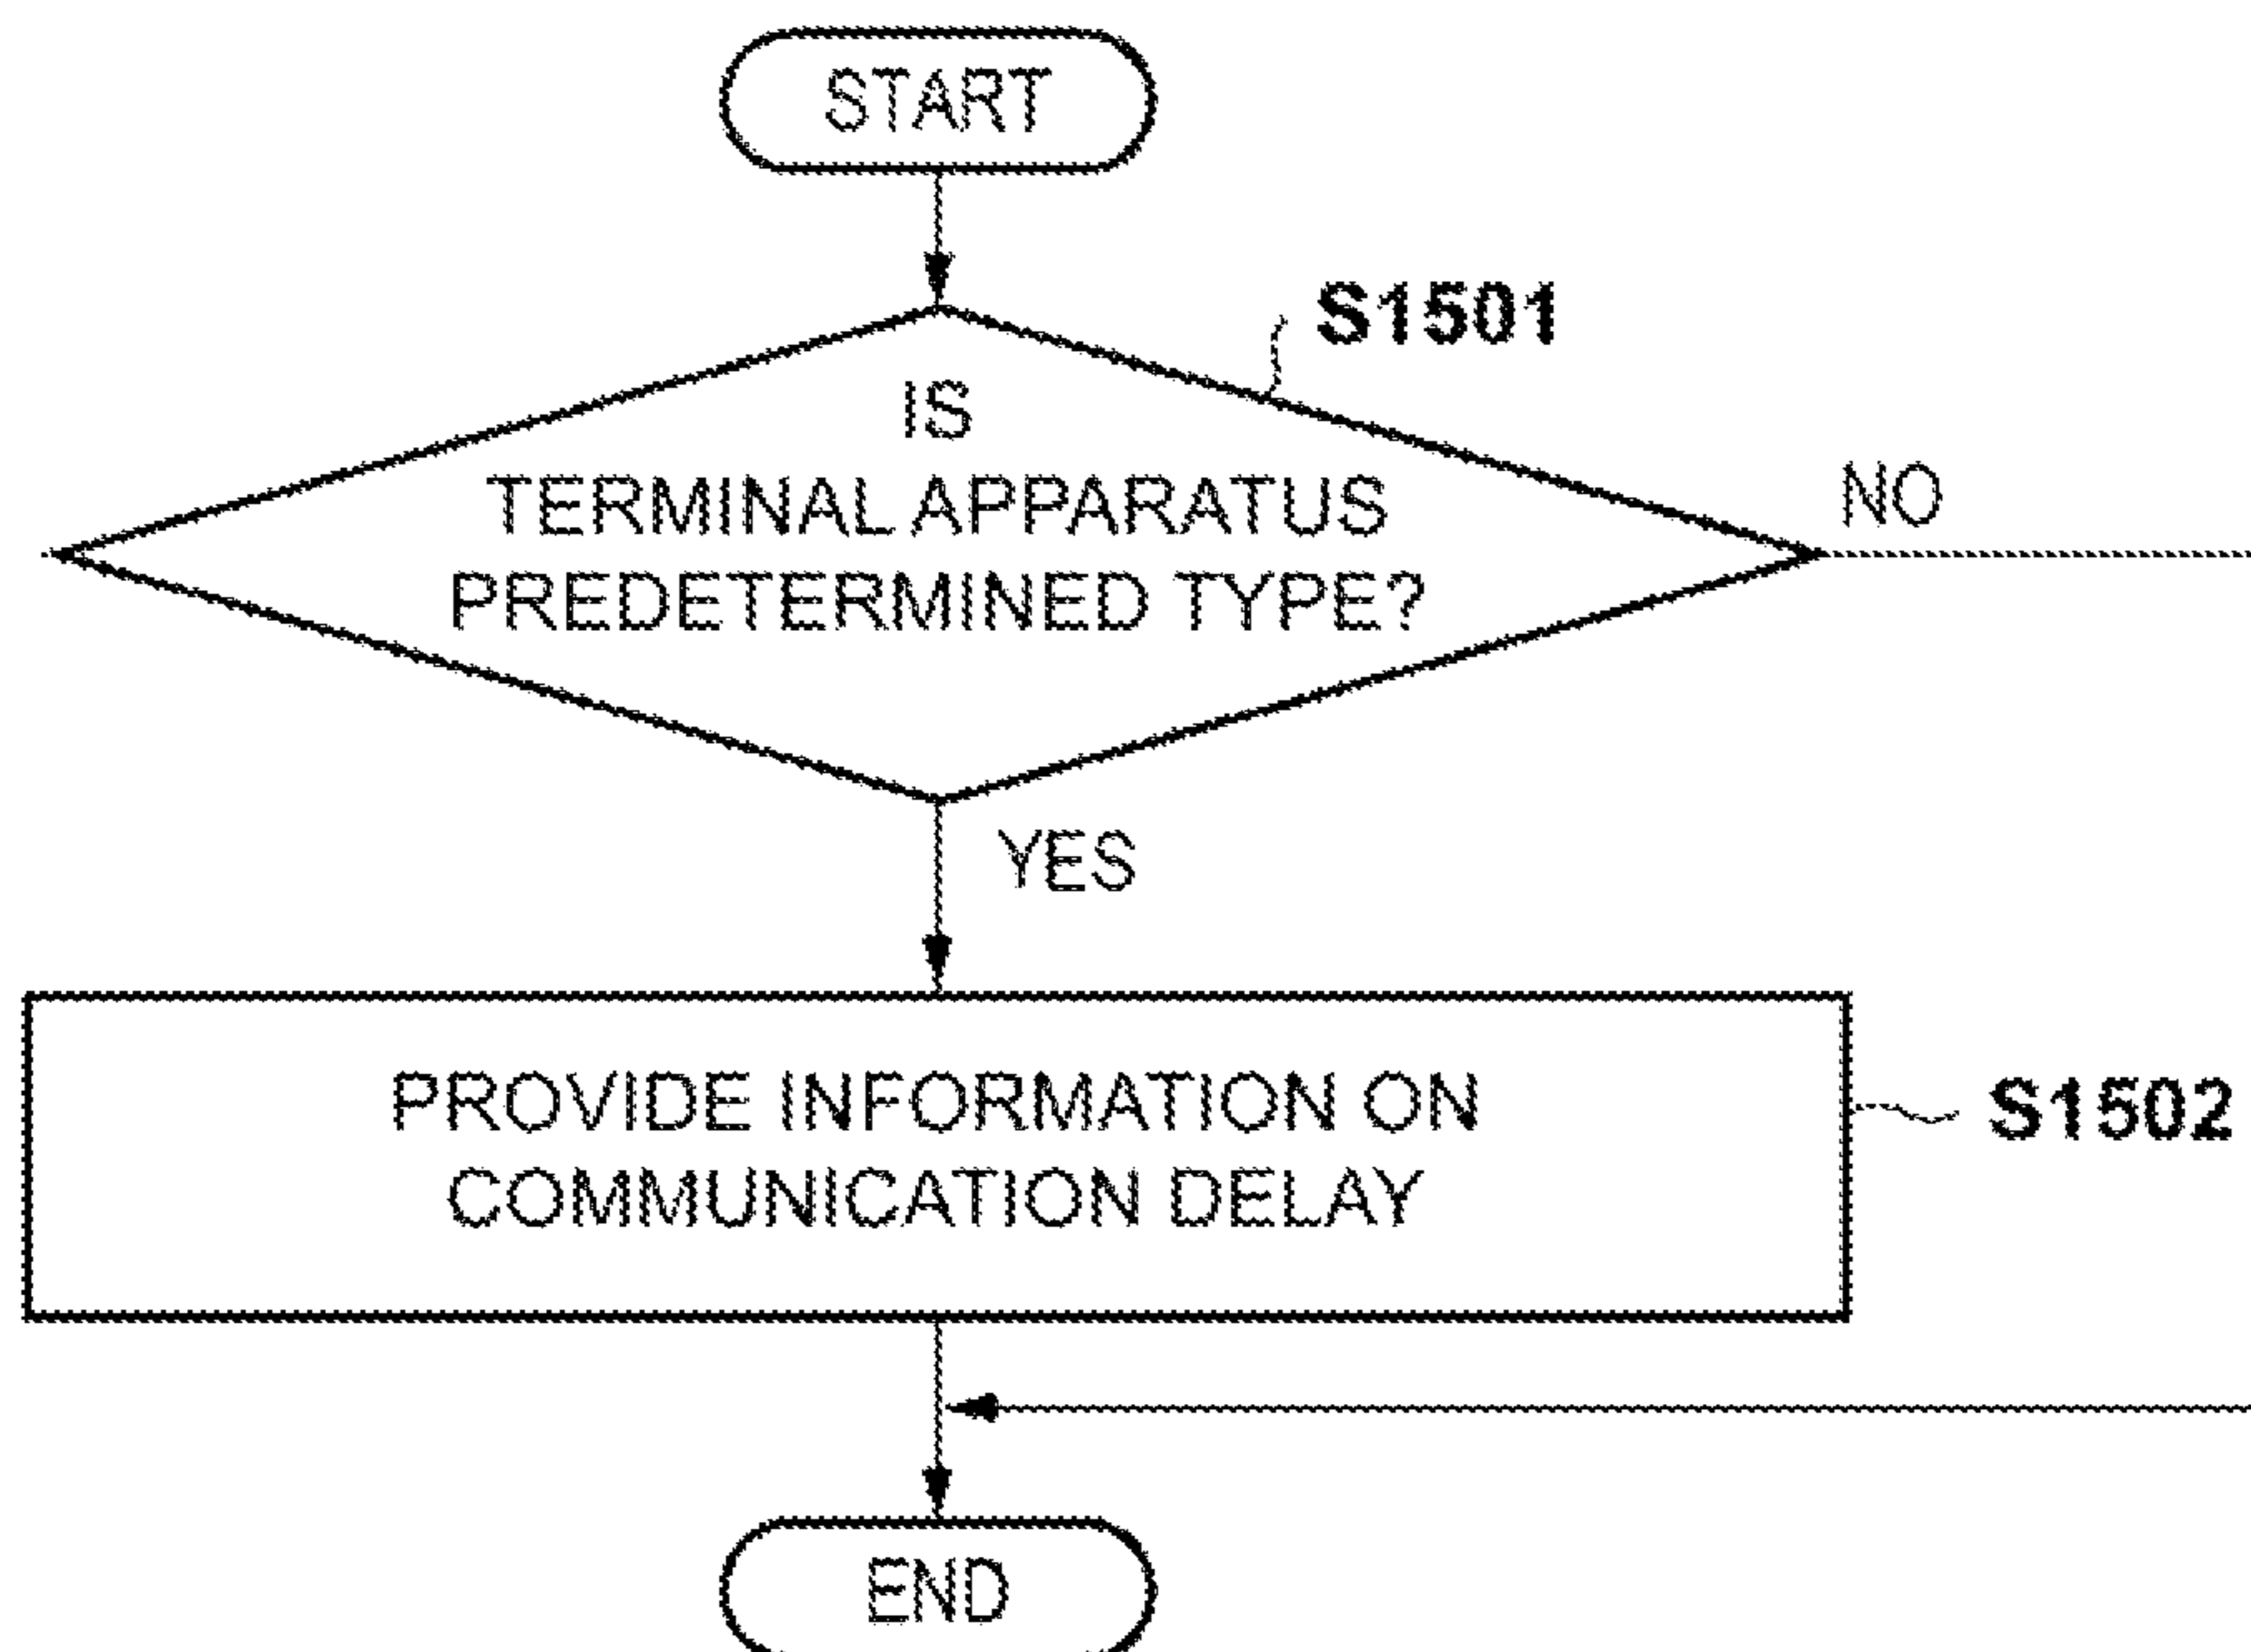 START
S1501
IS
TERMINAL APPARATUS
PREDETERMINED TYPE?
NO
YES
PROVIDE INFORMATION ON
COMMUNICATION DELAY
S1502
END